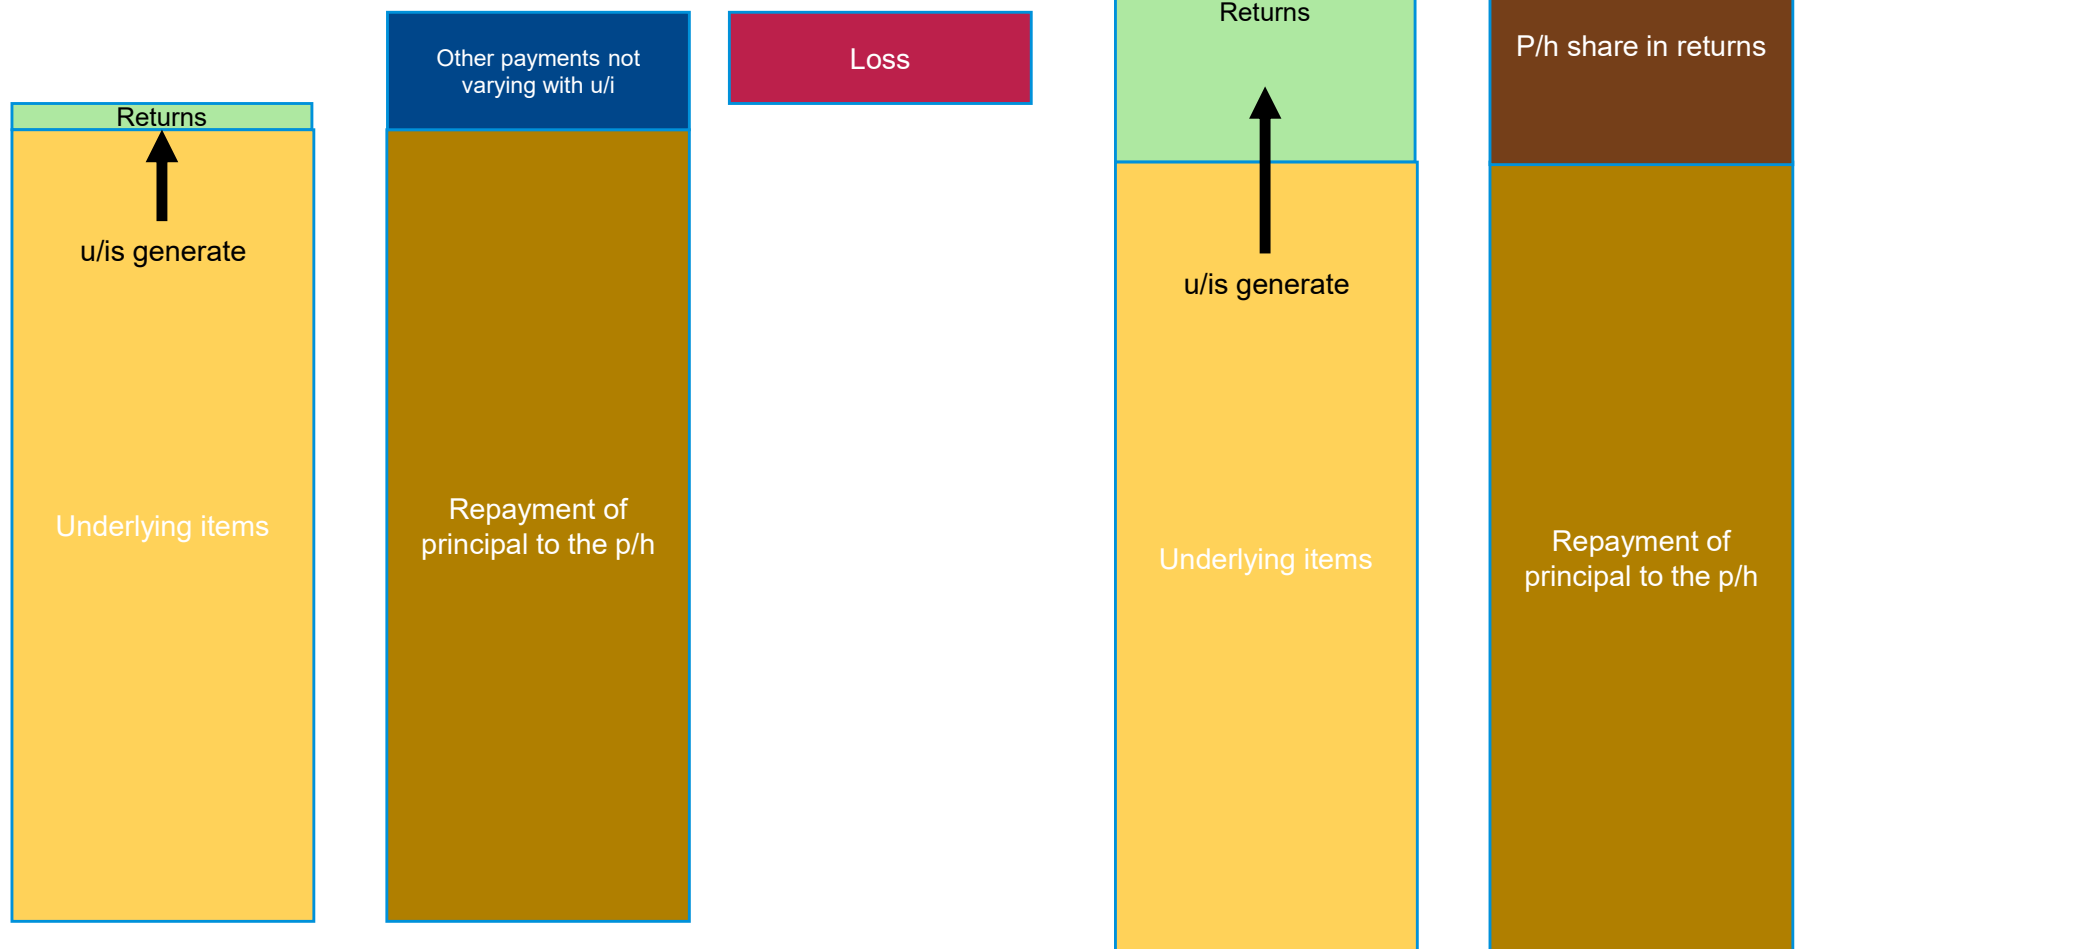 Returns
u/is generate
Underlying items
Other payments not
varying with u/i
Repayment of
principal to the p/h
Loss
Returns
u/is generate
Underlying items
P/h share in returns
Repayment of
principal to the p/h